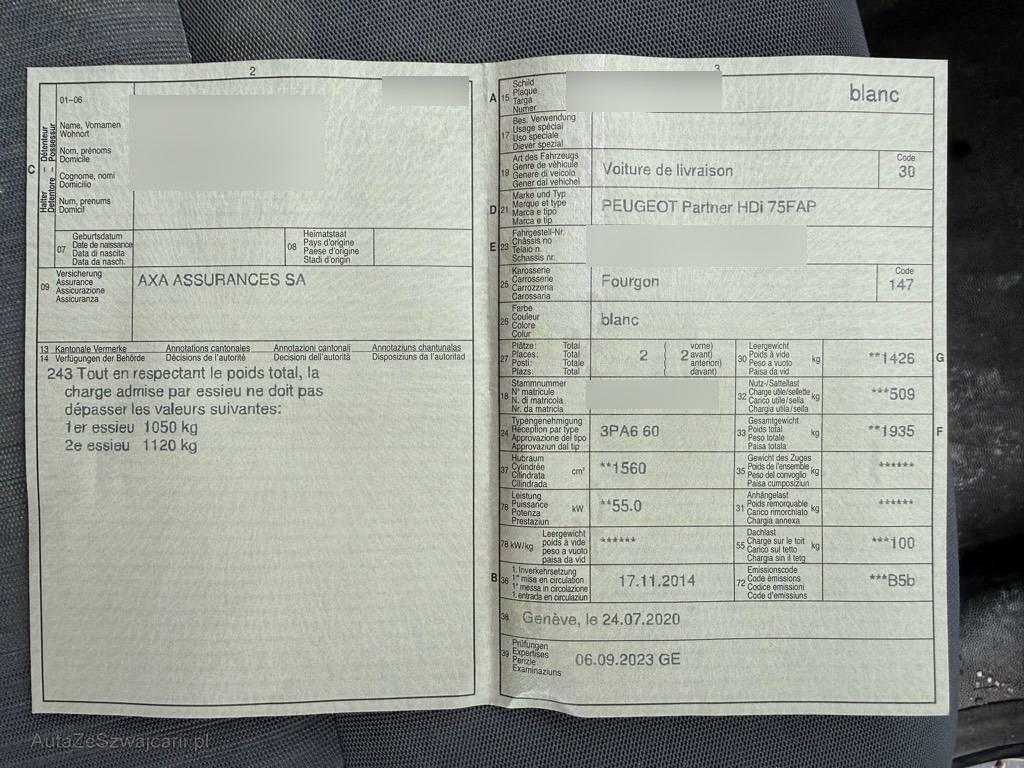 2
01–06
Halter – Détenteur
Detentore – Possessur
C
Name, Vornamen
Wohnort
Nom, prénoms
Domicile
Cognome, nomi
Domicilio
Num, prenums
Domicil
07
Geburtsdatum
Date de naissance
Data di nascita
Data da nasch.
08
Heimatstaat
Pays d'origine
Paese d'origine
Stadi d'origin
09
Versicherung
Assurance
Assicurazione
Assicuranza
AXA ASSURANCES SA
13 Kantonale Vermerke Annotations cantonales Annotazioni cantonali Annotaziuns chantunalas
14 Verfügungen der Behörde Décisions de l'autorité Decisioni dell'autorità Disposiziuns da l'autoritad
243 Tout en respectant le poids total, la
charge admise par essieu ne doit pas
dépasser les valeurs suivantes:
1er essieu 1050 kg
2e essieu 1120 kg
3
A 15
Schild
Plaque
Targa
Numer
blanc
17
Bes. Verwendung
Usage spécial
Uso speciale
Diever spezial
19
Art des Fahrzeugs
Genre de véhicule
Genere di veicolo
Gener dal vehichel
Voiture de livraison
Code
30
D 21
Marke und Typ
Marque et type
Marca e tipo
Marca e tip
PEUGEOT Partner HDi 75FAP
E 23
Fahrgestell-Nr.
Châssis no
Telaio n.
Schassis nr.
25
Karosserie
Carrosserie
Carrozzeria
Carossaria
Fourgon
Code
147
26
Farbe
Couleur
Colore
Colur
blanc
27
Plätze: Total
Places: Total
Posti: Totale
Plazs: Total
2
( vorne)
( 2 avant)
( anteriori)
( davant)
30
Leergewicht
Poids à vide
Peso a vuoto
Paisa da vid
kg
**1426
G
18
Stammnummer
N° matricule
N. di matricola
Nr. da matricla
32
Nutz-/Sattellast
Charge utile/sellette
Carico utile/sella
Chargia utila/sella
kg
***509
24
Typengenehmigung
Réception par type
Approvazione del tipo
Approvaziun dal tip
3PA6 60
33
Gesamtgewicht
Poids total
Peso totale
Paisa totala
kg
**1935
F
37
Hubraum
Cylindrée
Cilindrata
Cilindrada
cm³
**1560
35
Gewicht des Zuges
Poids de l'ensemble
Peso del convoglio
Paisa cumposiziun
kg
******
76
Leistung
Puissance
Potenza
Prestaziun
kW
**55.0
31
Anhängelast
Poids remorquable
Carico rimorchiato
Chargia annexa
kg
******
78 kW/kg
Leergewicht
poids à vide
peso a vuoto
paisa da vid
******
55
Dachlast
Charge sur le toit
Carico sul tetto
Chargia sin il tetg
kg
***100
B 36
1. Inverkehrsetzung
1re mise en circulation
1a messa in circolazione
1. entrada en circulaziun
17.11.2014
72
Emissionscode
Code émissions
Codice emissioni
Code d'emissiuns
***B5b
38 Genève, le 24.07.2020
39
Prüfungen
Expertises
Perizie
Examinaziuns
06.09.2023 GE
AutaZeSzwajcarii.pl